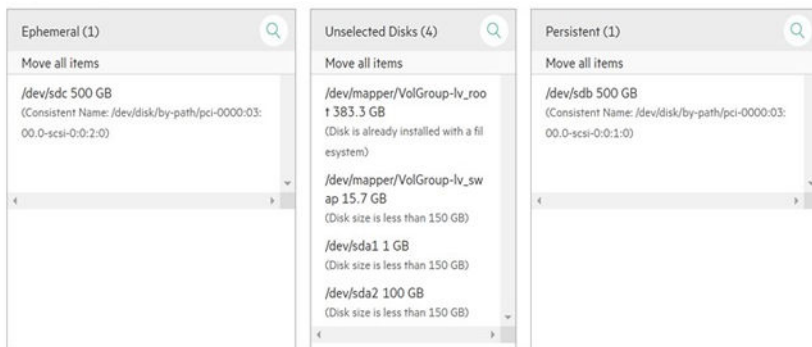 Ephemeral (1)
Move all items
/dev/sdc 500 GB
(Consistent Name: /dev/disk/by-path/pci-0000:03:
00.0-scsi-0:0:2:0)
Unselected Disks (4)
Move all items
/dev/mapper/VolGroup-lv_roo
t 383.3 GB
(Disk is already installed with a fil
esystem)
/dev/mapper/VolGroup-lv_sw
ap 15.7 GB
(Disk size is less than 150 GB)
/dev/sda1 1 GB
(Disk size is less than 150 GB)
/dev/sda2 100 GB
(Disk size is less than 150 GB)
Persistent (1)
Move all items
/dev/sdb 500 GB
(Consistent Name: /dev/disk/by-path/pci-0000:03:
00.0-scsi-0:0:1:0)